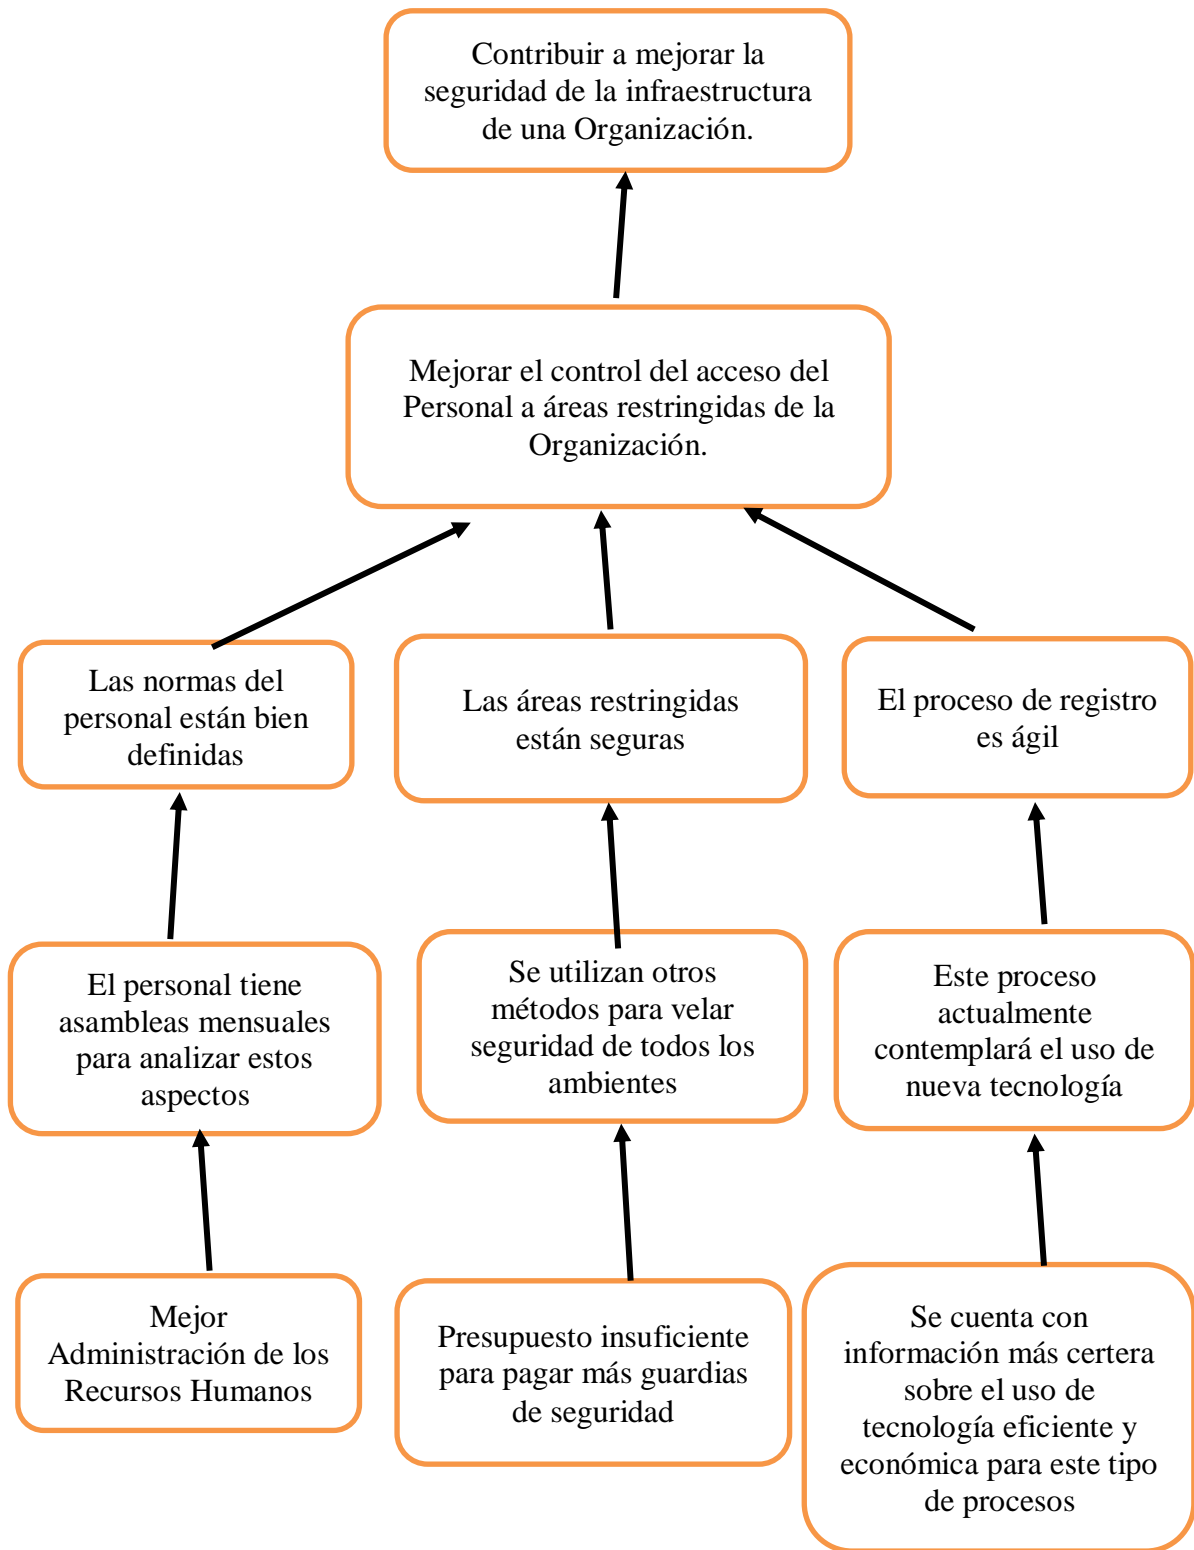 Contribuir a mejorar la
seguridad de la infraestructura
de una Organización.
Mejorar el control del acceso del
Personal a áreas restringidas de la
Organización.
Las normas del
personal están bien
definidas
Las áreas restringidas
están seguras
El proceso de registro
es ágil
El personal tiene
asambleas mensuales
para analizar estos
aspectos
Se utilizan otros
métodos para velar
seguridad de todos los
ambientes
Este proceso
actualmente
contemplará el uso de
nueva tecnología
Mejor
Administración de los
Recursos Humanos
Presupuesto insuficiente
para pagar más guardias
de seguridad
Se cuenta con
información más certera
sobre el uso de
tecnología eficiente y
económica para este tipo
de procesos